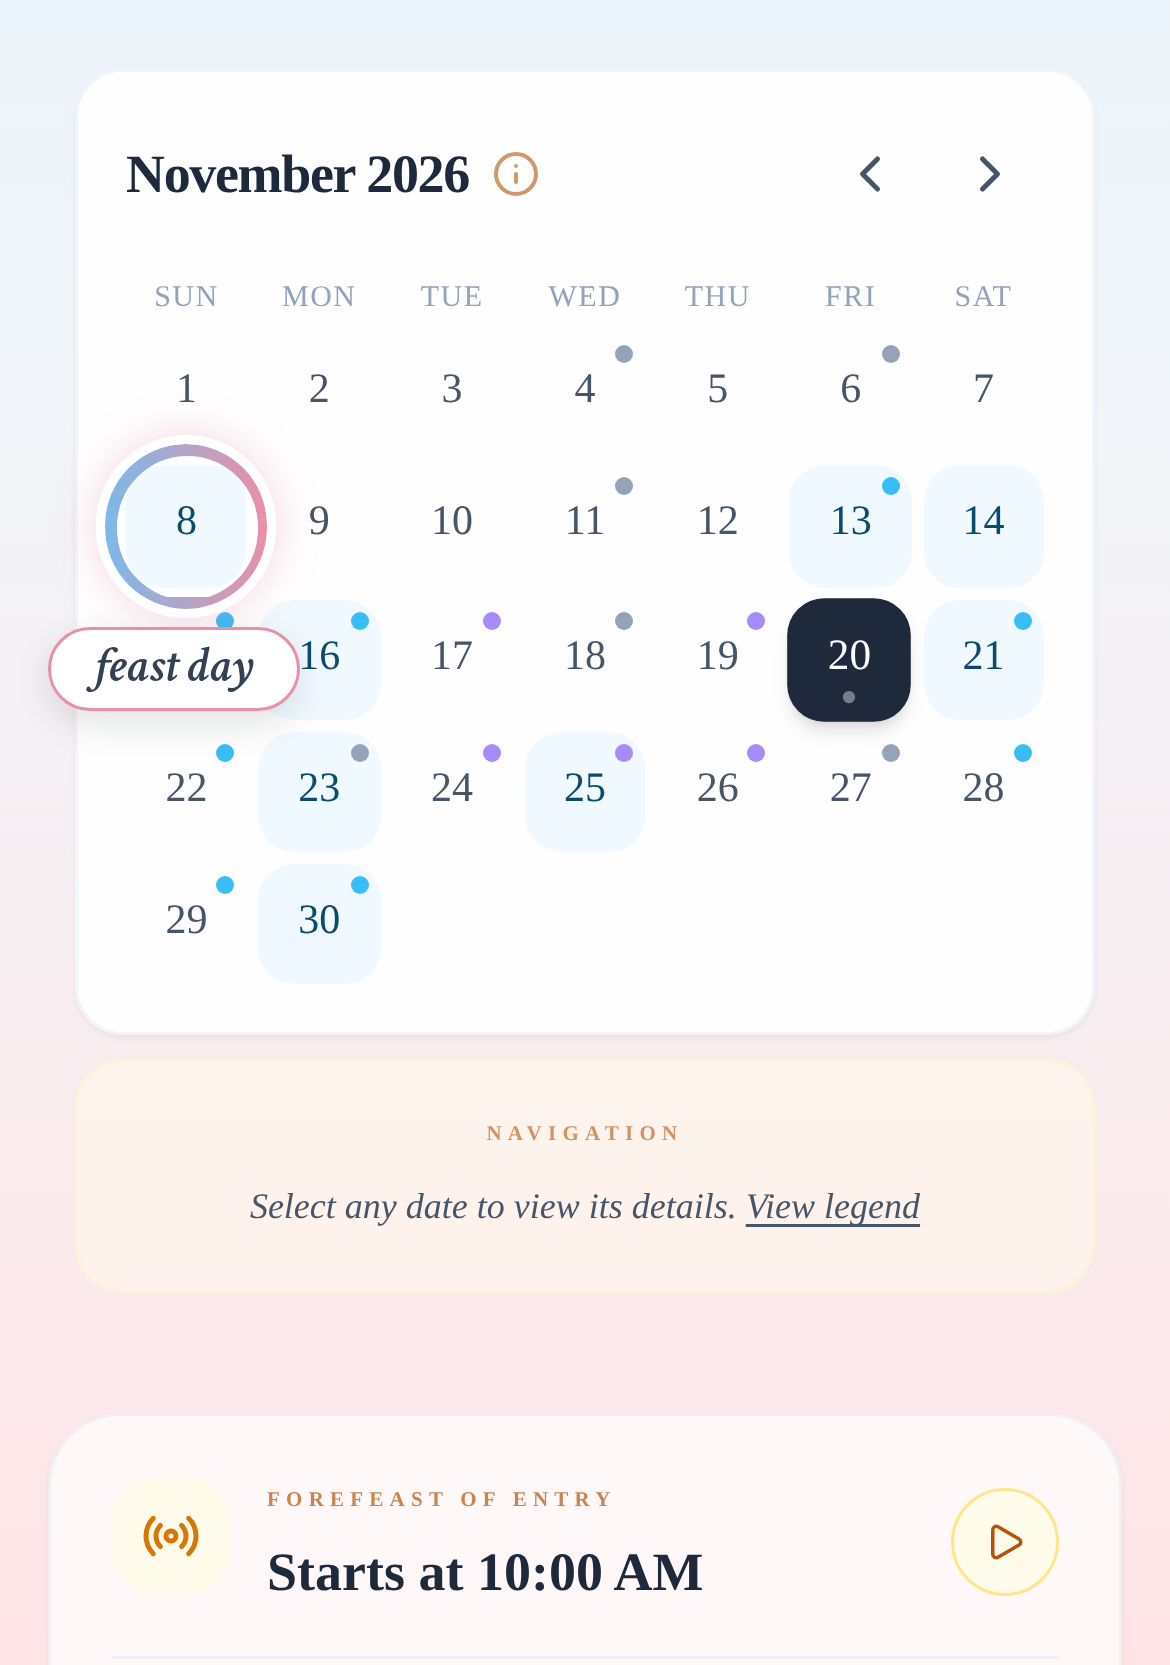 November 2026
SUN MON TUE WED THU FRI SAT
1 2 3 4 5 6 7
8 9 10 11 12 13 14
feast day 16 17 18 19 20 21
22 23 24 25 26 27 28
29 30
NAVIGATION
Select any date to view its details. View legend
FOREFEAST OF ENTRY
Starts at 10:00 AM